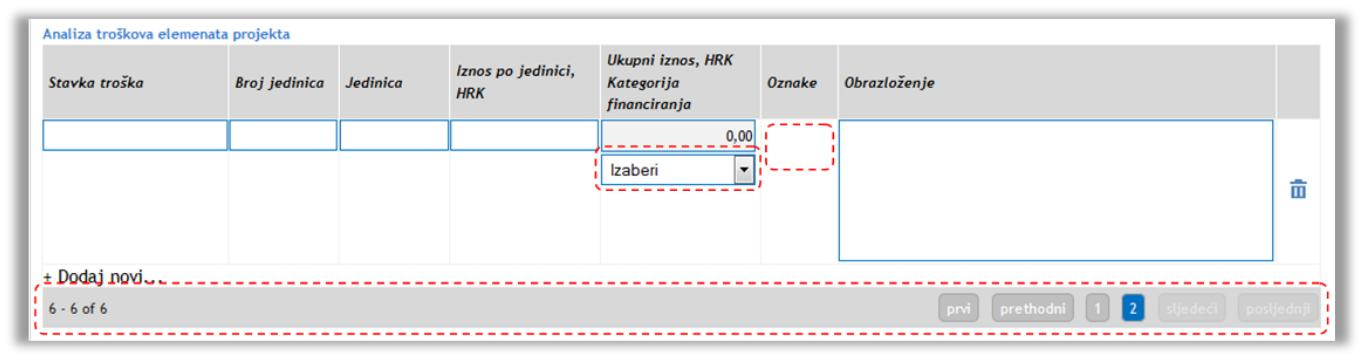 Analiza troškova elemenata projekta
Stavka troška
Broj jedinica
Jedinica
Iznos po jedinici,
HRK
Ukupni iznos, HRK
Kategorija
financiranja
Oznake
Obrazloženje
0,00
Izaberi
+ Dodaj novi...
6 - 6 of 6
prvi
prethodni
1
2
sljedeći
posljednji